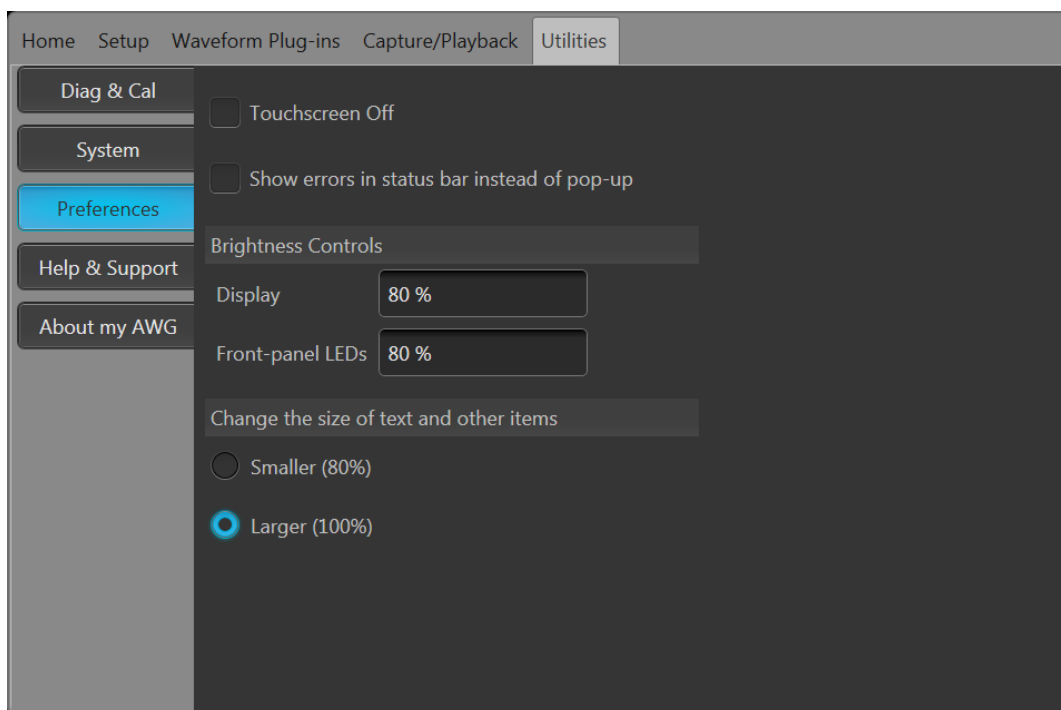 Home Setup Waveform Plug-ins Capture/Playback Utilities
Diag & Cal
System
Preferences
Help & Support
About my AWG
Touchscreen Off
Show errors in status bar instead of pop-up
Brightness Controls
Display 80 %
Front-panel LEDs 80 %
Change the size of text and other items
Smaller (80%)
Larger (100%)